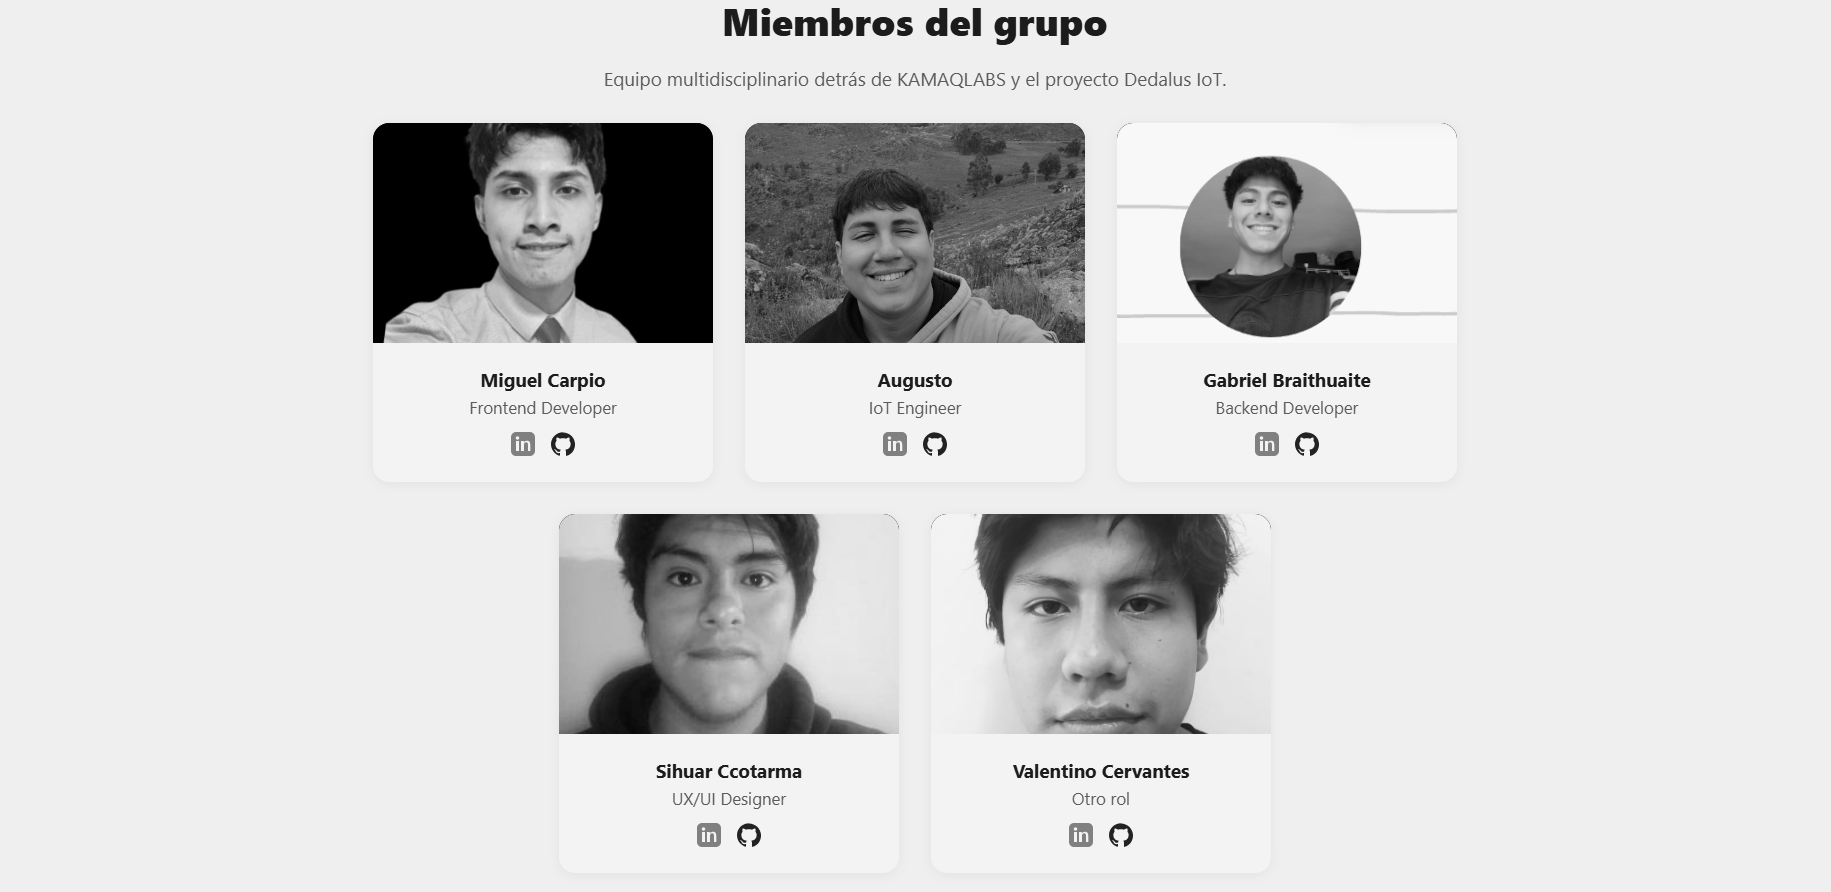 Miembros del grupo
Equipo multidisciplinario detrás de KAMAQLABS y el proyecto Dedalus IoT.
Miguel Carpio
Frontend Developer
in
Augusto
IoT Engineer
in
Gabriel Braithuaite
Backend Developer
in
Sihuar Ccotarma
UX/UI Designer
in
Valentino Cervantes
Otro rol
in